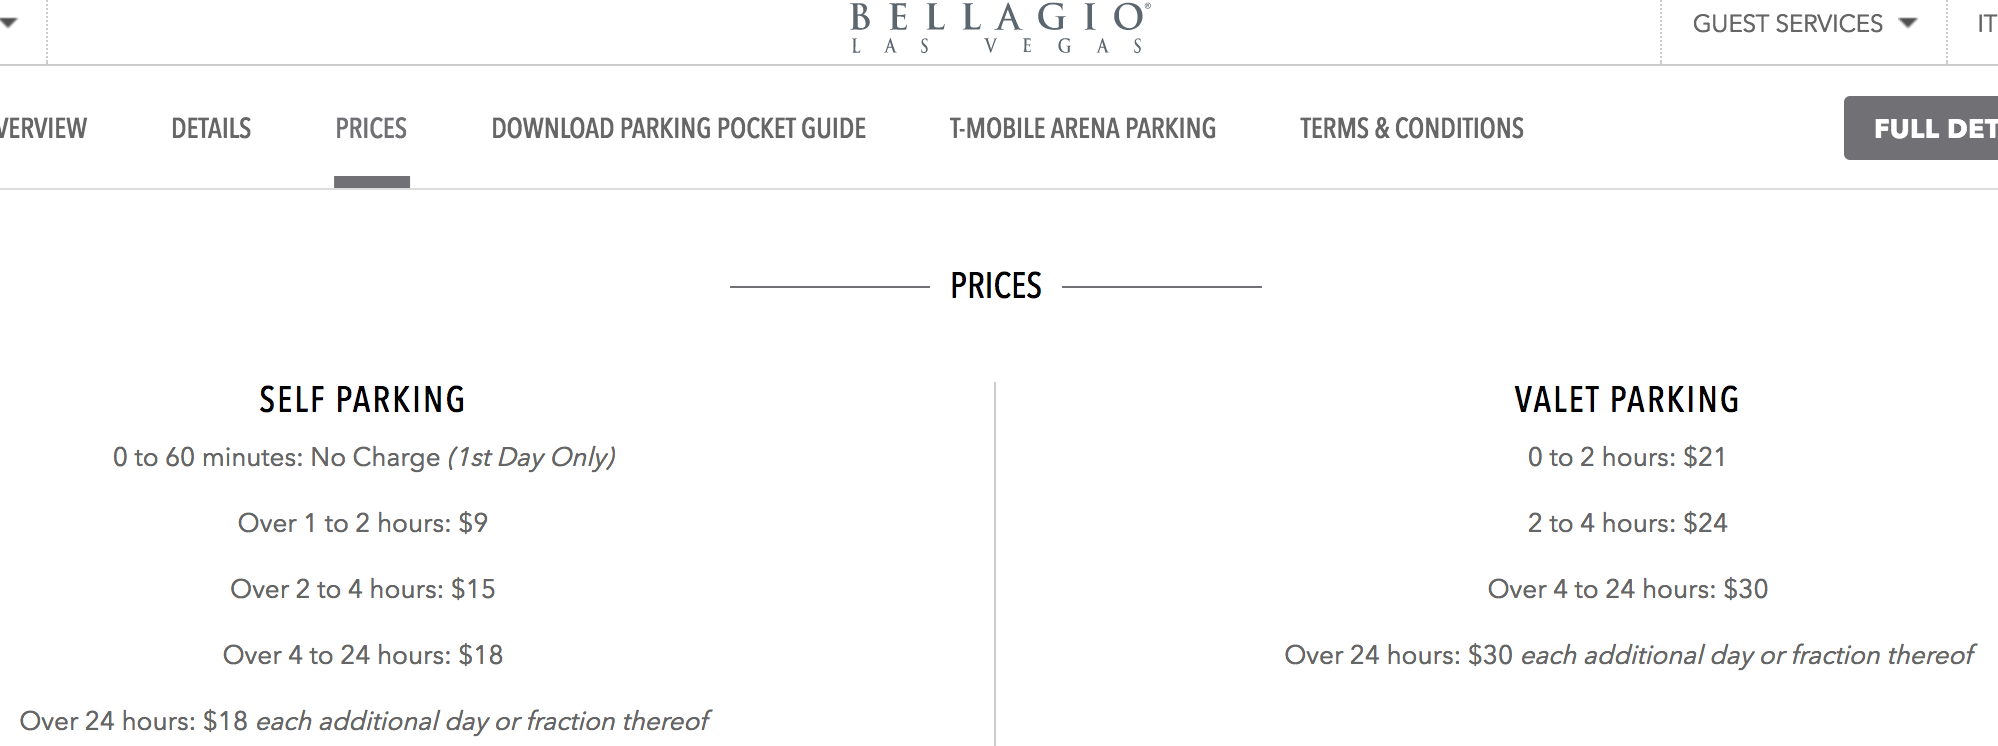 BELLAGIO®
LAS VEGAS
GUEST SERVICES
IT
VERVIEW
DETAILS
PRICES
DOWNLOAD PARKING POCKET GUIDE
T-MOBILE ARENA PARKING
TERMS & CONDITIONS
FULL DET
PRICES
SELF PARKING
0 to 60 minutes: No Charge (1st Day Only)
Over 1 to 2 hours: $9
Over 2 to 4 hours: $15
Over 4 to 24 hours: $18
Over 24 hours: $18 each additional day or fraction thereof
VALET PARKING
0 to 2 hours: $21
2 to 4 hours: $24
Over 4 to 24 hours: $30
Over 24 hours: $30 each additional day or fraction thereof